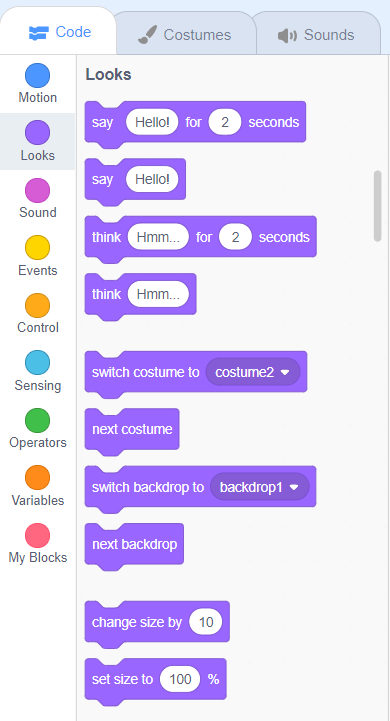 Code Costumes Sounds
Motion
Looks
Sound
Events
Control
Sensing
Operators
Variables
My Blocks
Looks
say Hello! for 2 seconds
say Hello!
think Hmm... for 2 seconds
think Hmm...
switch costume to costume2
next costume
switch backdrop to backdrop1
next backdrop
change size by 10
set size to 100 %